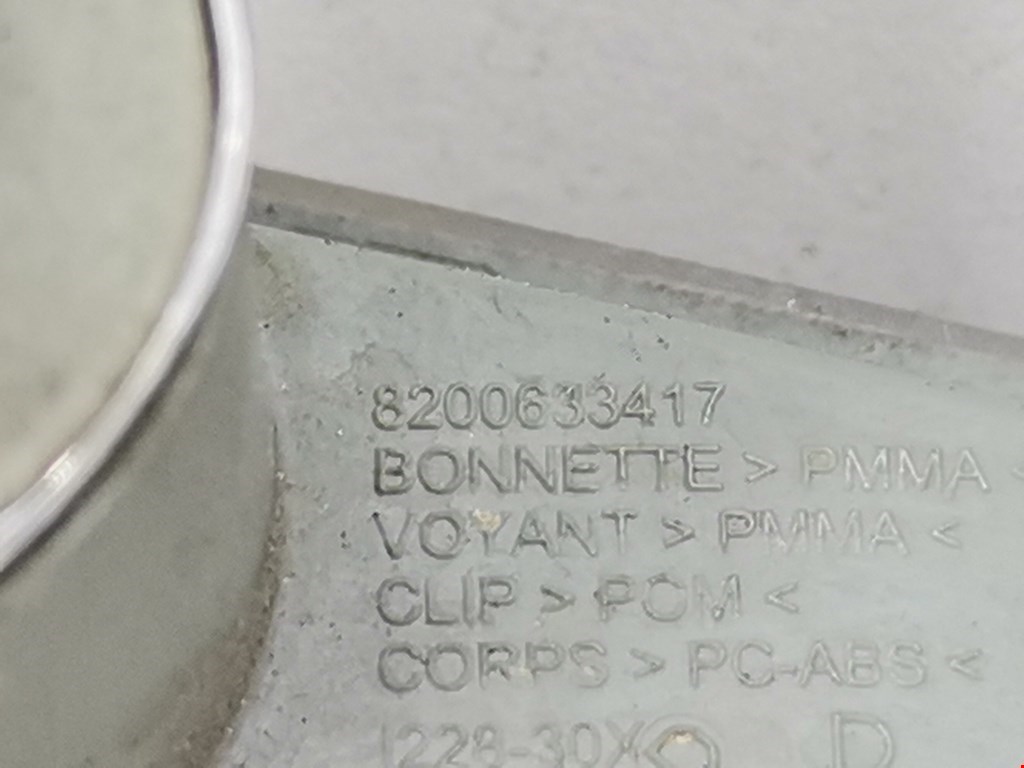 8200633417
BONNETTE > PMMA <
VOYANT > PMMA <
CLIP > POM <
CORPS > PC-ABS <
D